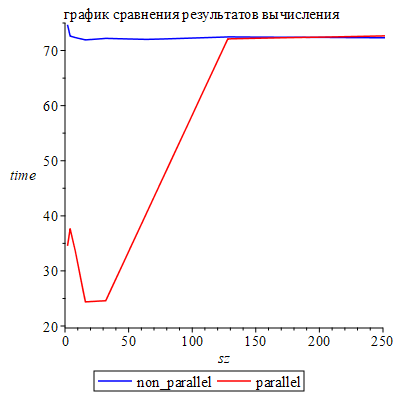 график сравнения результатов вычисления
70
60
time
50
40
30
20
0 50 100 150 200 250
sz
non_parallel parallel